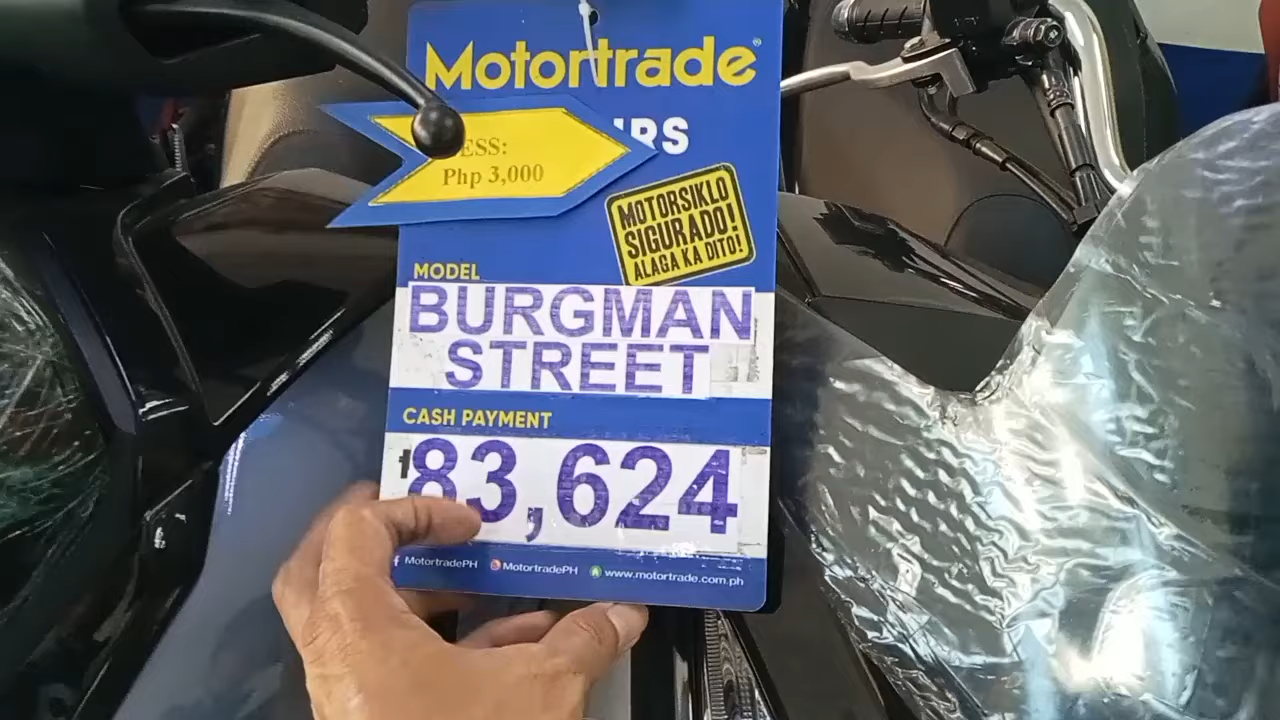 Motortrade
ESS:
Php 3,000
MOTORSIKLO
SIGURADO!
ALAGA KA DITO!
MODEL
BURGMAN
STREET
CASH PAYMENT
83,624
MotortradePH MotortradePH www.motortrade.com.ph